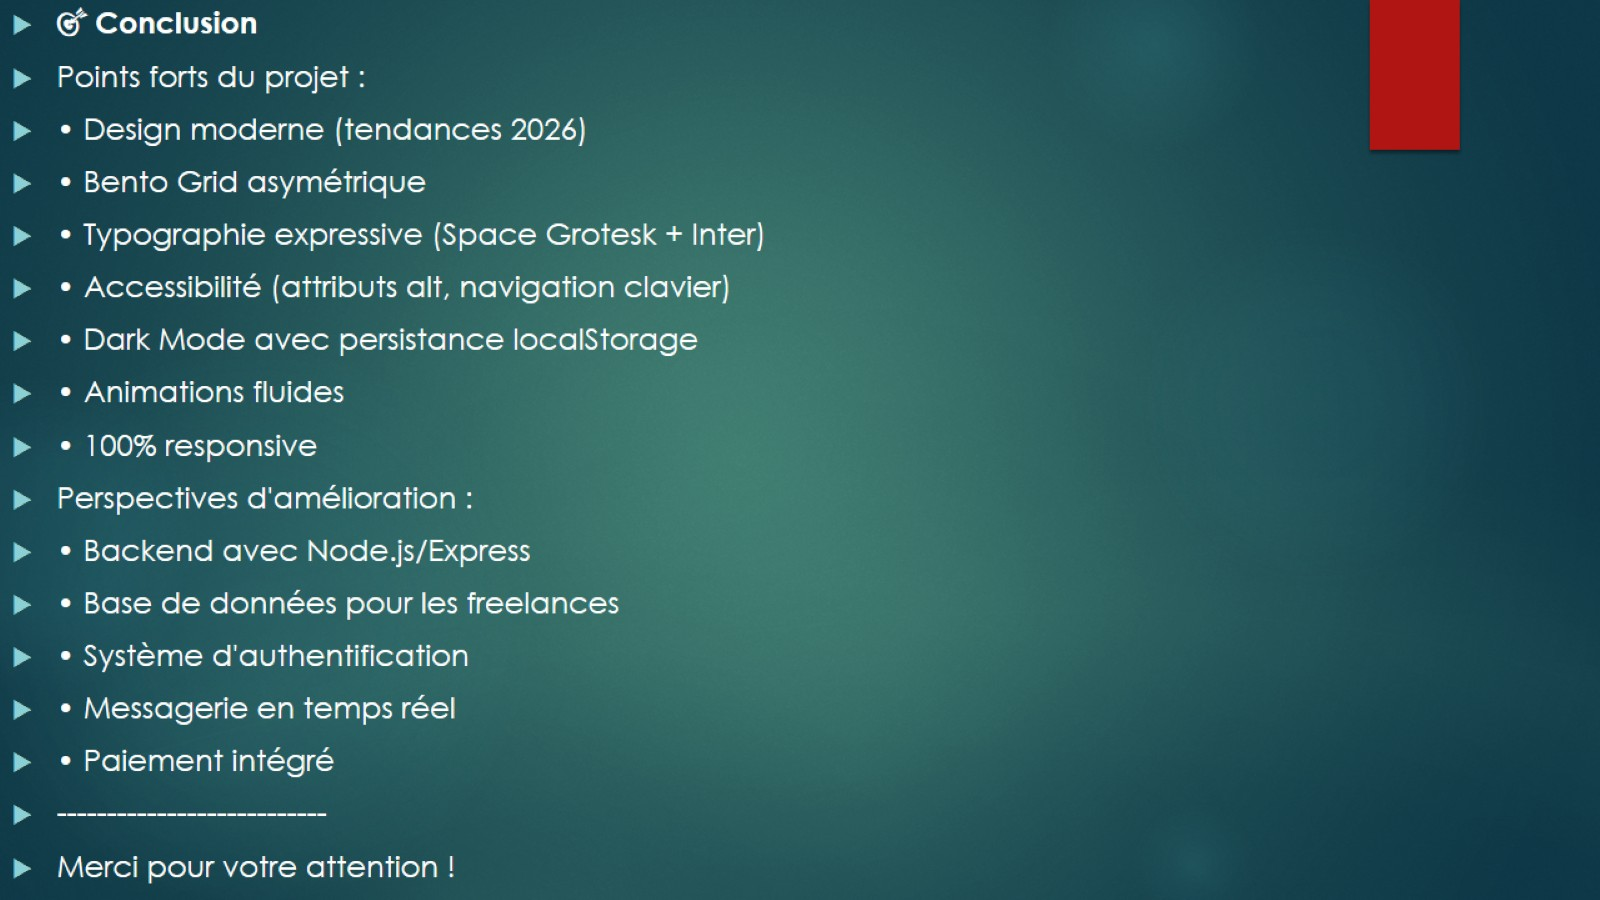 🎯 Conclusion
Points forts du projet :
• Design moderne (tendances 2026)
• Bento Grid asymétrique
• Typographie expressive (Space Grotesk + Inter)
• Accessibilité (attributs alt, navigation clavier)
• Dark Mode avec persistance localStorage
• Animations fluides
• 100% responsive
Perspectives d'amélioration :
• Backend avec Node.js/Express
• Base de données pour les freelances
• Système d'authentification
• Messagerie en temps réel
• Paiement intégré
---------------------------
Merci pour votre attention !